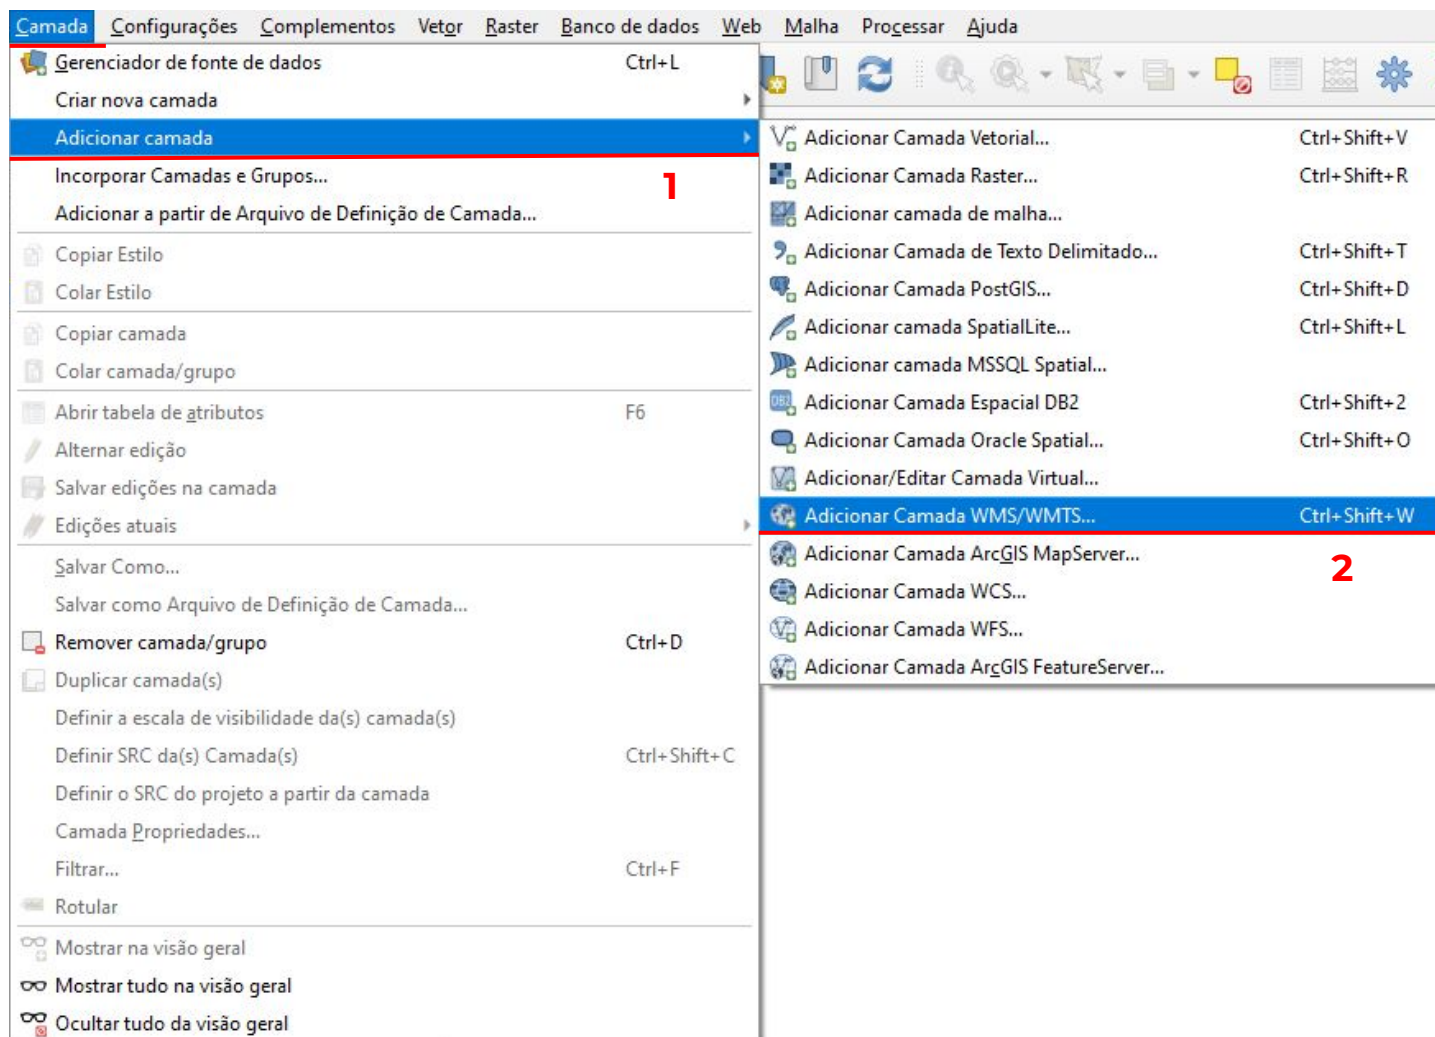 Camada Configurações Complementos Vetor Raster Banco de dados Web Malha Processar Ajuda
Gerenciador de fonte de dados Ctrl+L
Criar nova camada
Adicionar camada
Incorporar Camadas e Grupos...
1
Adicionar a partir de Arquivo de Definição de Camada...
Copiar Estilo
Colar Estilo
Copiar camada
Colar camada/grupo
Abrir tabela de atributos F6
Alternar edição
Salvar edições na camada
Edições atuais
Salvar Como...
Salvar como Arquivo de Definição de Camada...
Remover camada/grupo Ctrl+D
Duplicar camada(s)
Definir a escala de visibilidade da(s) camada(s)
Definir SRC da(s) Camada(s) Ctrl+Shift+C
Definir o SRC do projeto a partir da camada
Camada Propriedades...
Filtrar... Ctrl+F
Rotular
Mostrar na visão geral
Mostrar tudo na visão geral
Ocultar tudo da visão geral
Adicionar Camada Vetorial... Ctrl+Shift+V
Adicionar Camada Raster... Ctrl+Shift+R
Adicionar camada de malha...
Adicionar Camada de Texto Delimitado... Ctrl+Shift+T
Adicionar Camada PostGIS... Ctrl+Shift+D
Adicionar camada SpatialLite... Ctrl+Shift+L
Adicionar camada MSSQL Spatial...
DB2 Adicionar Camada Espacial DB2 Ctrl+Shift+2
Adicionar Camada Oracle Spatial... Ctrl+Shift+O
Adicionar/Editar Camada Virtual...
Adicionar Camada WMS/WMTS... Ctrl+Shift+W
Adicionar Camada ArcGIS MapServer...
2
Adicionar Camada WCS...
Adicionar Camada WFS...
Adicionar Camada ArcGIS FeatureServer...